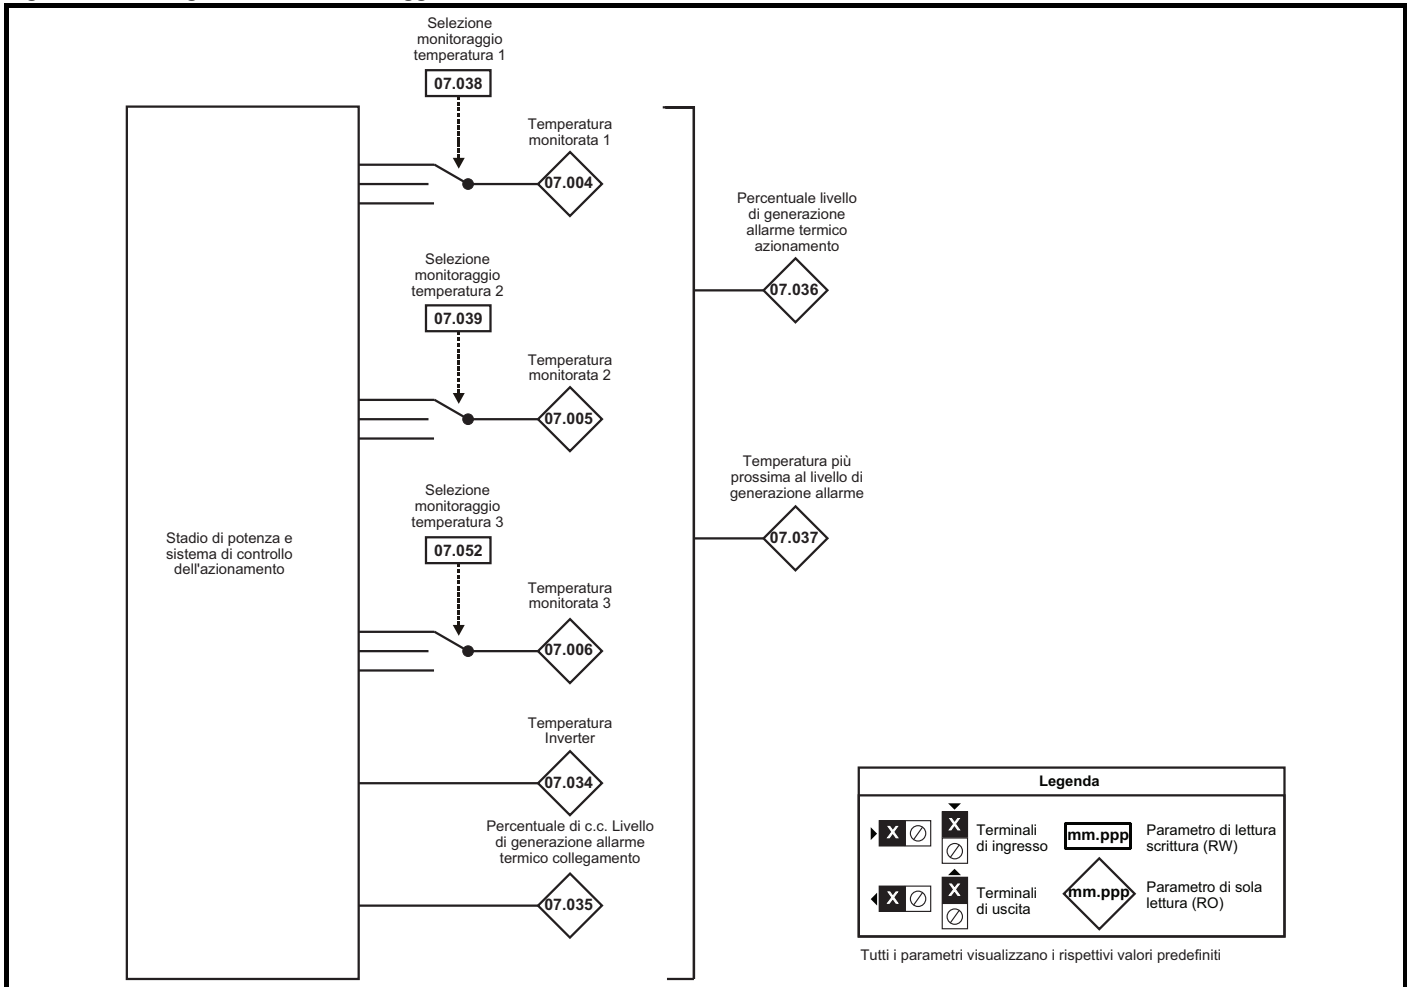 Selezione
monitoraggio
temperatura 1
07.038
Temperatura
monitorata 1
07.004
Percentuale livello
di generazione
allarme termico
azionamento
07.036
Selezione
monitoraggio
temperatura 2
07.039
Temperatura
monitorata 2
07.005
Temperatura più
prossima al livello di
generazione allarme
07.037
Selezione
monitoraggio
temperatura 3
07.052
Stadio di potenza e
sistema di controllo
dell'azionamento
Temperatura
monitorata 3
07.006
Temperatura
Inverter
07.034
Percentuale di c.c. Livello
di generazione allarme
termico collegamento
07.035
Legenda
X
X
Terminali
di ingresso
mm.ppp
Parametro di lettura
scrittura (RW)
X
X
Terminali
di uscita
mm.ppp
Parametro di sola
lettura (RO)
Tutti i parametri visualizzano i rispettivi valori predefiniti